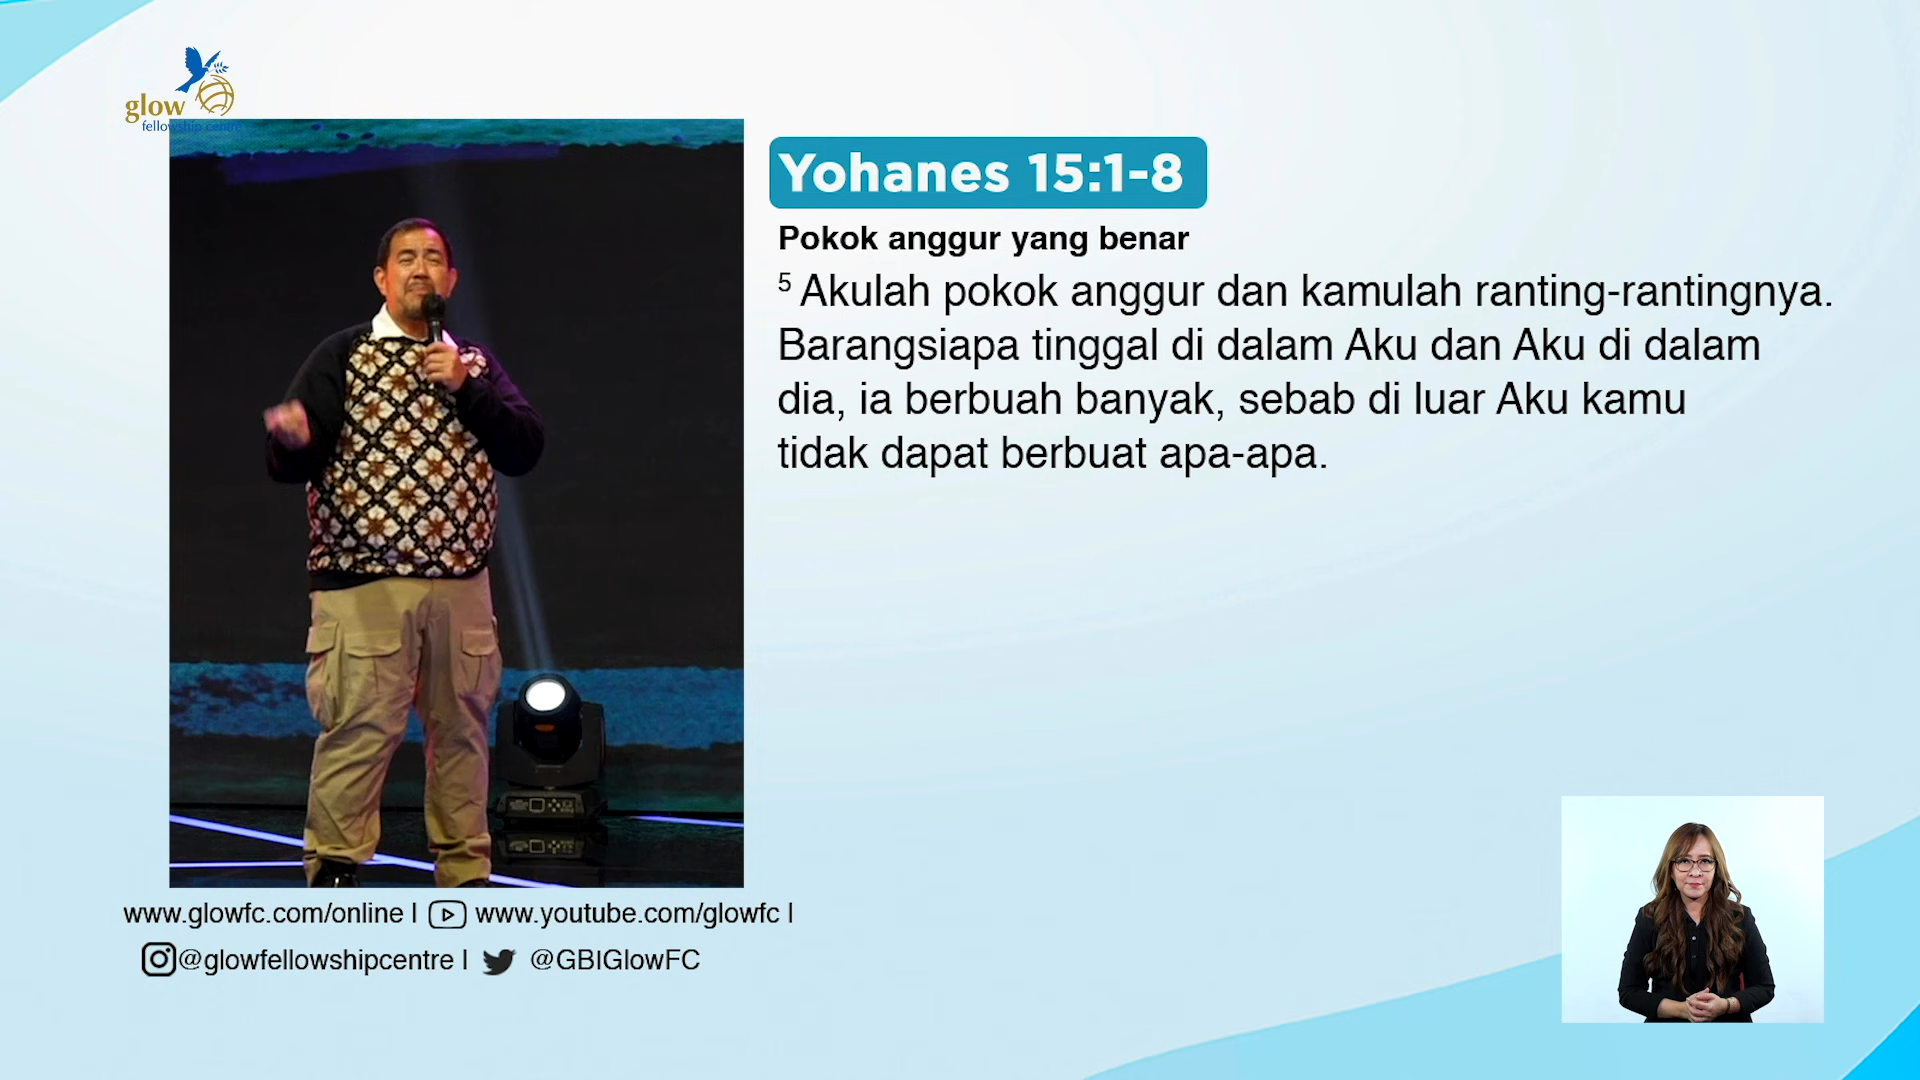 glow
fellowship centre
Yohanes 15:1-8
Pokok anggur yang benar
5 Akulah pokok anggur dan kamulah ranting-rantingnya.
Barangsiapa tinggal di dalam Aku dan Aku di dalam
dia, ia berbuah banyak, sebab di luar Aku kamu
tidak dapat berbuat apa-apa.
www.glowfc.com/online | www.youtube.com/glowfc |
@glowfellowshipcentre | @GBIGlowFC